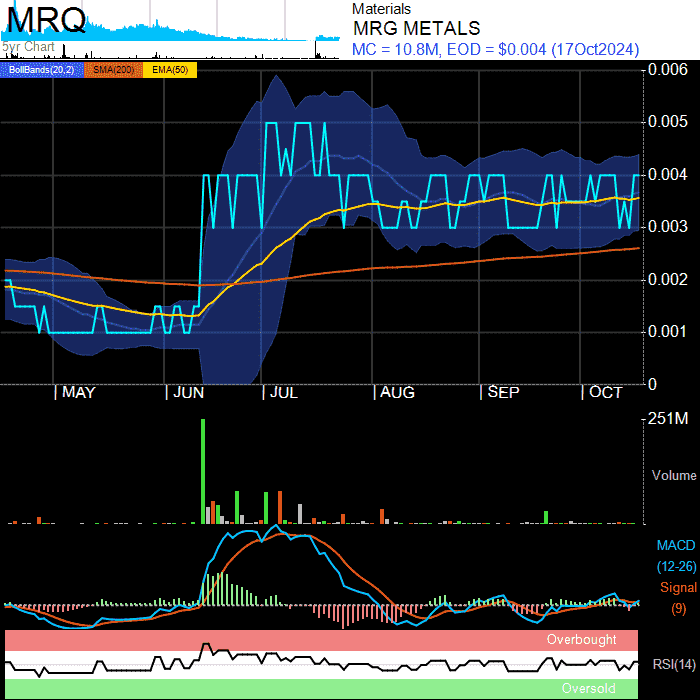 MRQ
5yr Chart
Materials
MRG METALS
MC = 10.8M, EOD = $0.004 (17Oct2024)
BollBands(20,2) SMA(200) EMA(50)
0.006
0.005
0.004
0.003
0.002
0.001
0
MAY JUN JUL AUG SEP OCT
251M
Volume
MACD
(12-26)
Signal
(9)
Overbought
RSI(14)
Oversold